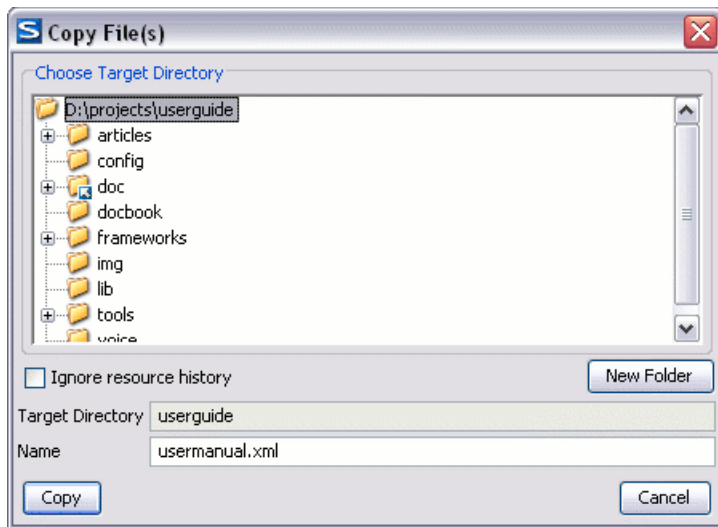 Copy File(s)
Choose Target Directory
D:\projects\userguide
articles
config
doc
docbook
frameworks
img
lib
tools
voice
Ignore resource history
New Folder
Target Directory userguide
Name usermanual.xml
Copy Cancel